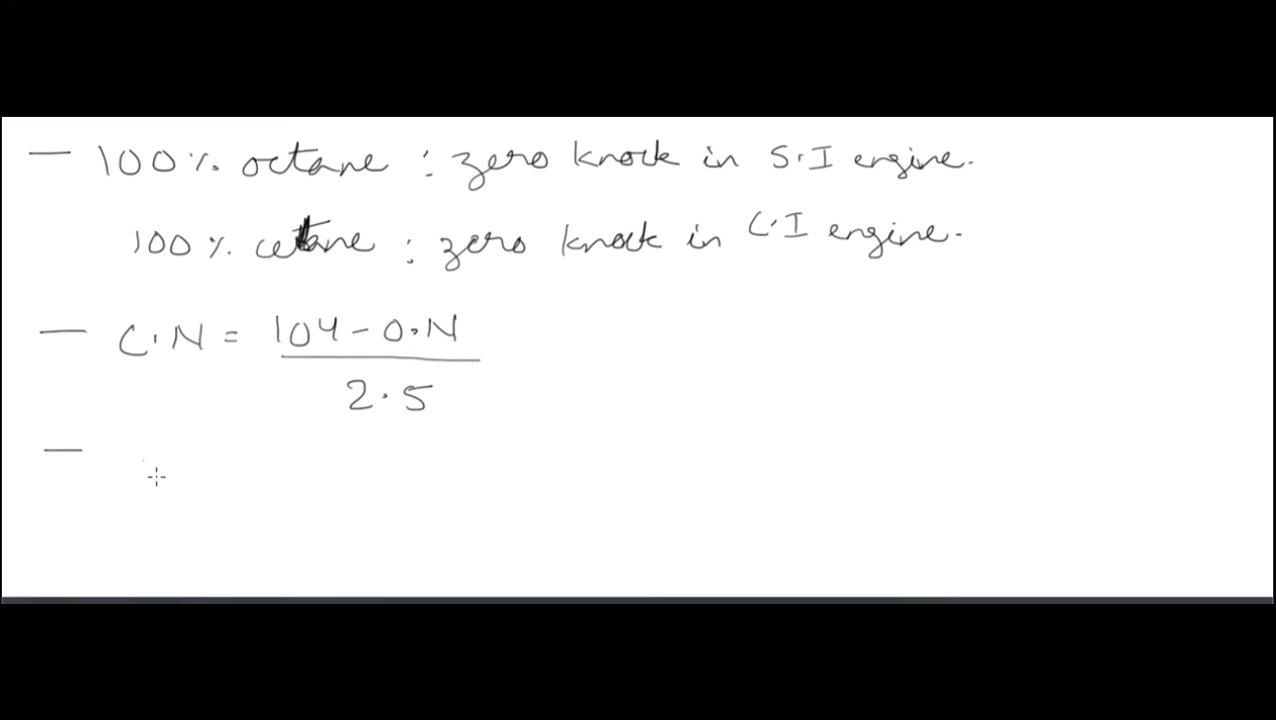 — 100% octane : zero knock in S.I engine.
100% cetane : zero knock in C.I engine.
— C.N = 104 - O.N
2.5
—